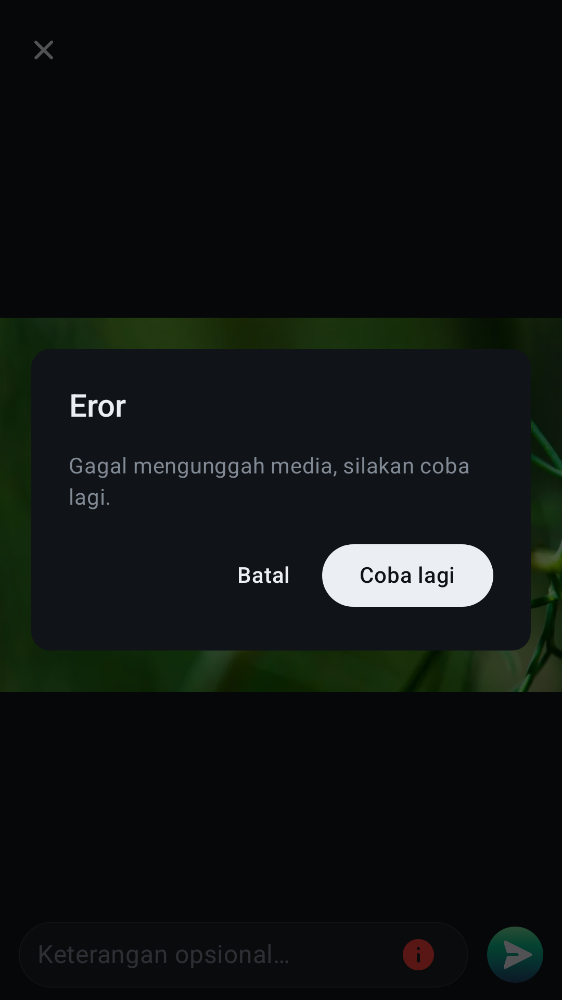 Eror
Gagal mengunggah media, silakan coba
lagi.
Batal
Coba lagi
Keterangan opsional...